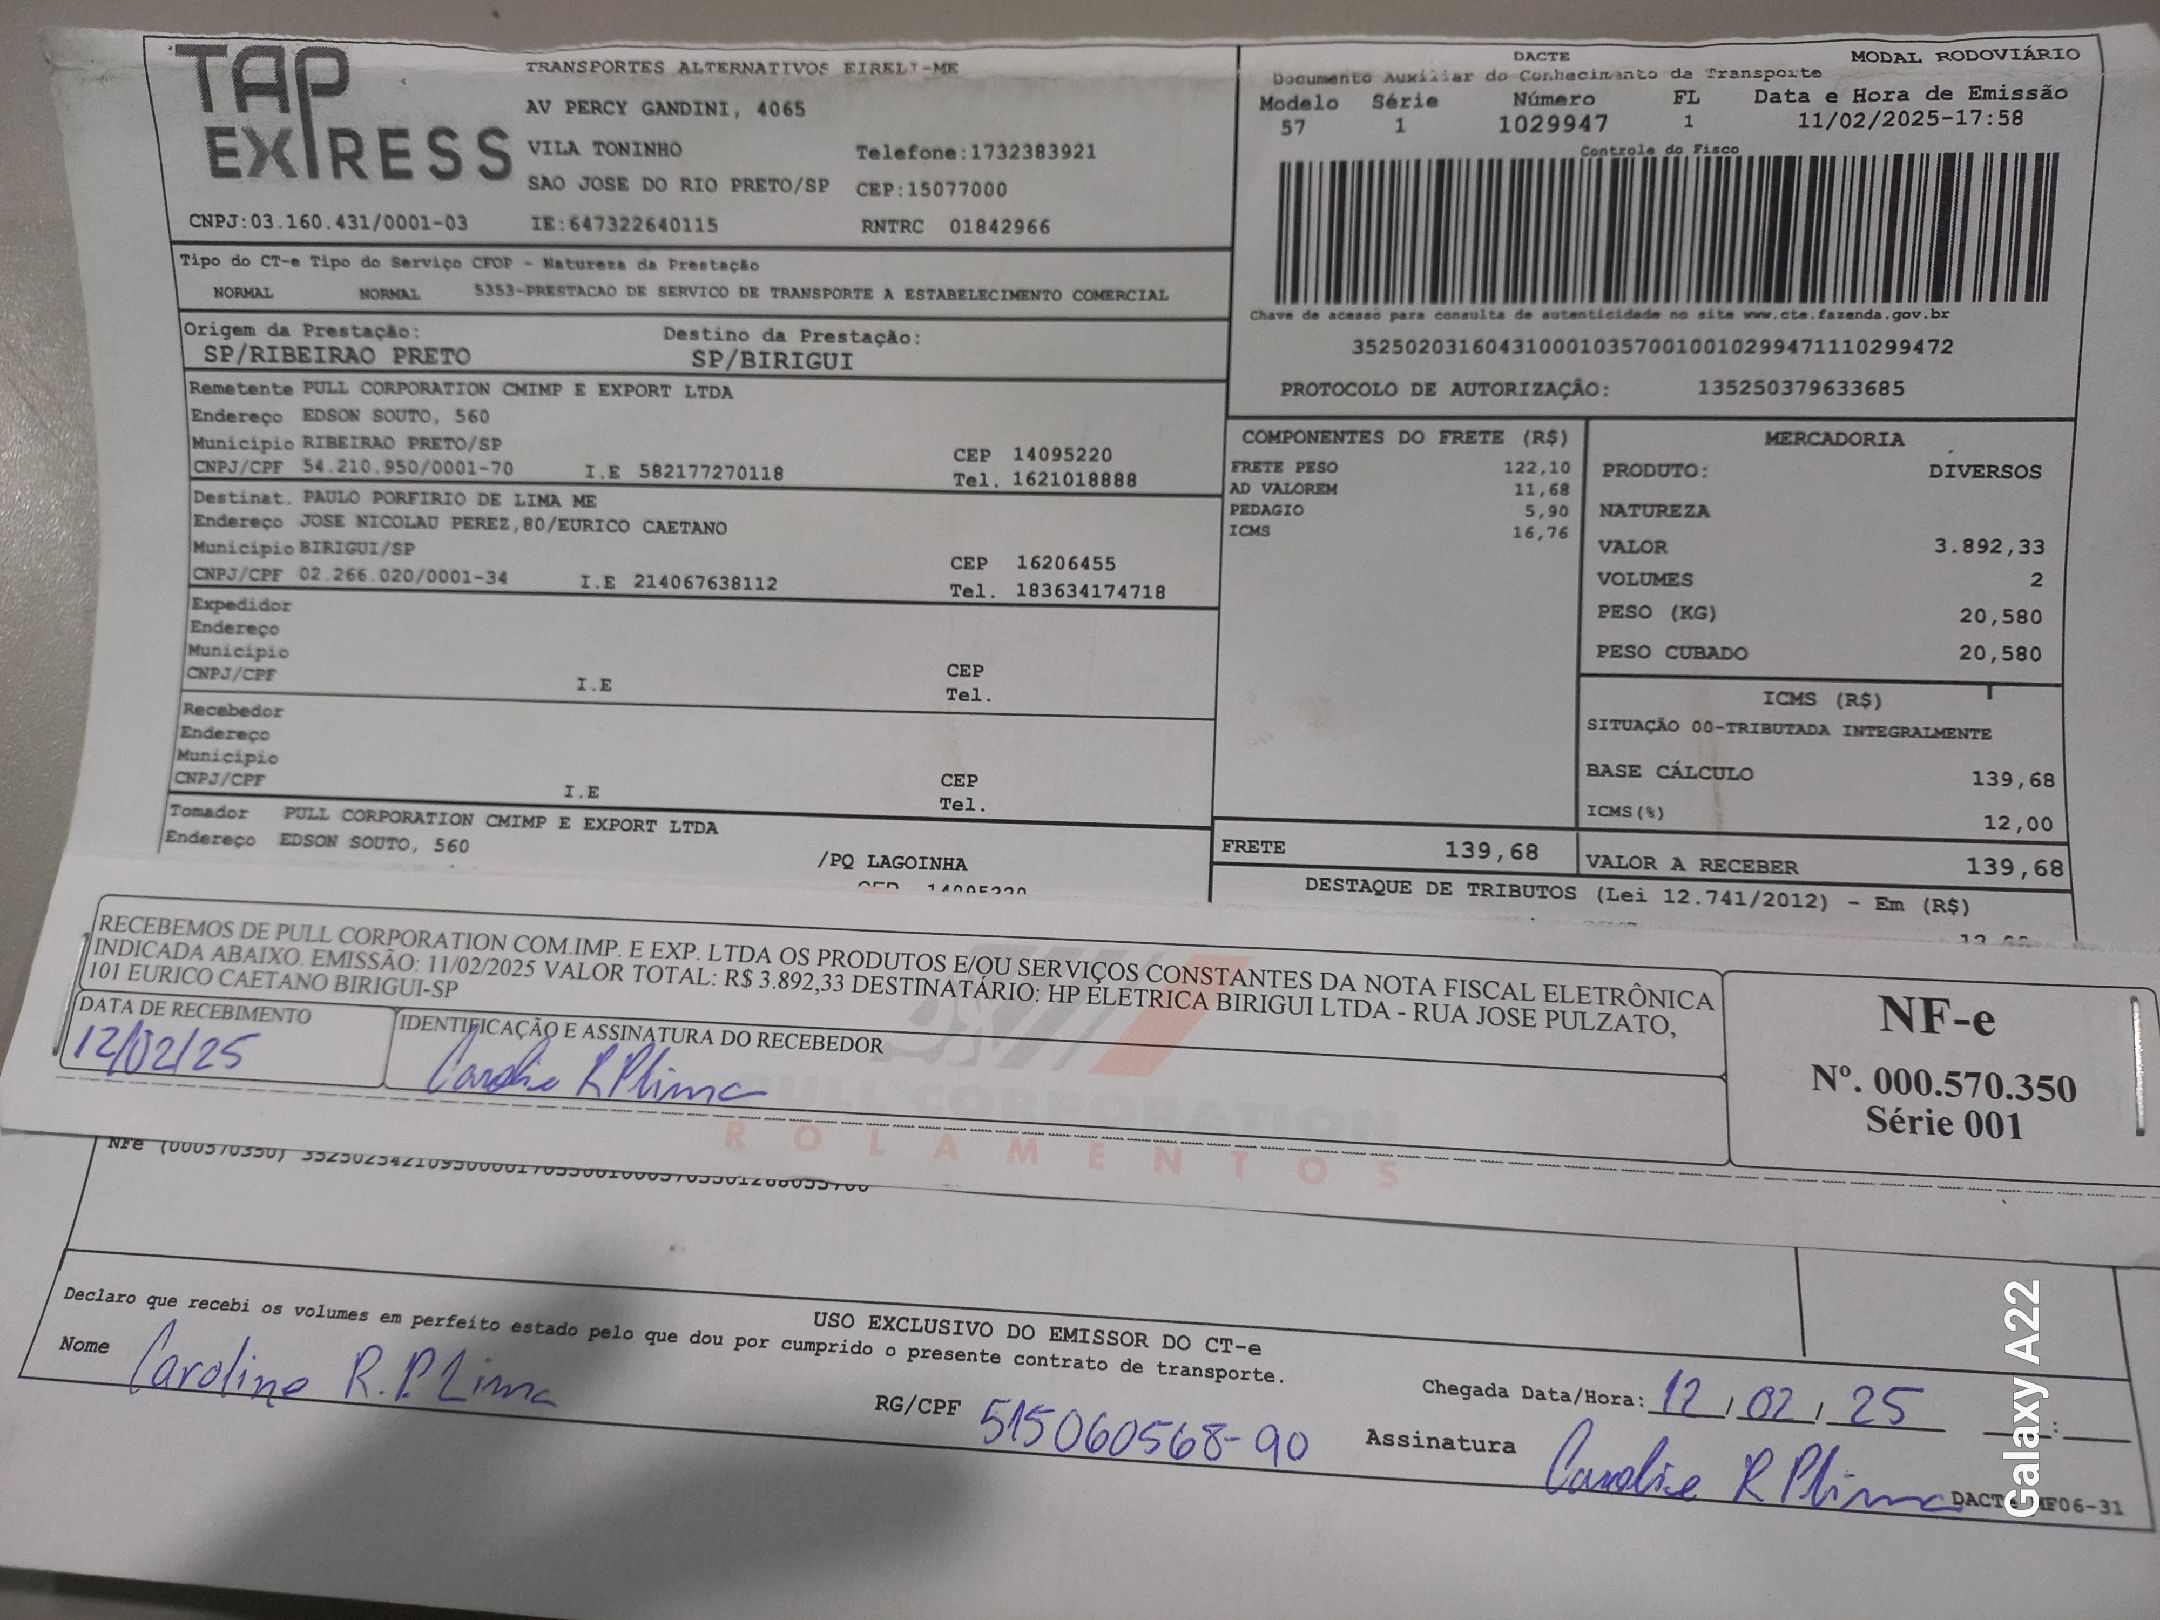 TAP EXPRESS
TRANSPORTES ALTERNATIVOS EIRELI-ME
AV PERCY GANDINI, 4065
VILA TONINHO Telefone:1732383921
SAO JOSE DO RIO PRETO/SP CEP:15077000
CNPJ:03.160.431/0001-03 IE:647322640115 RNTRC 01842966
DACTE MODAL RODOVIÁRIO
Documento Auxiliar do Conhecimento de Transporte
Modelo Série Número FL Data e Hora de Emissão
57 1 1029947 1 11/02/2025-17:58
Controle do Fisco
Chave de acesso para consulta de autenticidade no site www.cte.fazenda.gov.br
35250203160431000103570010010299471110299472
PROTOCOLO DE AUTORIZAÇÂO: 135250379633685
Tipo do CT-e Tipo do Serviço CFOP - Natureza da Prestação
NORMAL NORMAL 5353-PRESTACAO DE SERVICO DE TRANSPORTE A ESTABELECIMENTO COMERCIAL
Origem da Prestação: Destino da Prestação:
SP/RIBEIRAO PRETO SP/BIRIGUI
Remetente PULL CORPORATION CMIMP E EXPORT LTDA
Endereço EDSON SOUTO, 560
Município RIBEIRAO PRETO/SP CEP 14095220
CNPJ/CPF 54.210.950/0001-70 I.E 582177270118 Tel. 1621018888
Destinat. PAULO PORFIRIO DE LIMA ME
Endereço JOSE NICOLAU PEREZ,80/EURICO CAETANO
Município BIRIGUI/SP CEP 16206455
CNPJ/CPF 02.266.020/0001-34 I.E 214067638112 Tel. 183634174718
Expedidor
Endereço
Município CEP
CNPJ/CPF I.E Tel.
Recebedor
Endereço
Município CEP
CNPJ/CPF I.E Tel.
Tomador PULL CORPORATION CMIMP E EXPORT LTDA
Endereço EDSON SOUTO, 560 /PQ LAGOINHA
CEP 14095220
COMPONENTES DO FRETE (R$)
FRETE PESO 122,10
AD VALOREM 11,68
PEDAGIO 5,90
ICMS 16,76
FRETE 139,68
MERCADORIA
PRODUTO: DIVERSOS
NATUREZA
VALOR 3.892,33
VOLUMES 2
PESO (KG) 20,580
PESO CUBADO 20,580
ICMS (R$)
SITUAÇÃO 00-TRIBUTADA INTEGRALMENTE
BASE CÁLCULO 139,68
ICMS(%) 12,00
VALOR A RECEBER 139,68
DESTAQUE DE TRIBUTOS (Lei 12.741/2012) - Em (R$)
RECEBEMOS DE PULL CORPORATION COM.IMP. E EXP. LTDA OS PRODUTOS E/OU SERVIÇOS CONSTANTES DA NOTA FISCAL ELETRÔNICA
INDICADA ABAIXO. EMISSÃO: 11/02/2025 VALOR TOTAL: R$ 3.892,33 DESTINATÁRIO: HP ELETRICA BIRIGUI LTDA - RUA JOSE PULZATO,
101 EURICO CAETANO BIRIGUI-SP
DATA DE RECEBIMENTO IDENTIFICAÇÃO E ASSINATURA DO RECEBEDOR
12/02/25 Caroline R P Lima
NF-e
Nº. 000.570.350
Série 001
PULL CORPORATION
ROLAMENTOS
NFe (000570350)
USO EXCLUSIVO DO EMISSOR DO CT-e
Declaro que recebi os volumes em perfeito estado pelo que dou por cumprido o presente contrato de transporte.
Nome Caroline R. P. Lima RG/CPF 515060568-90
Chegada Data/Hora: 12 / 02 / 25 :
Assinatura Caroline R P Lima
Galaxy A22